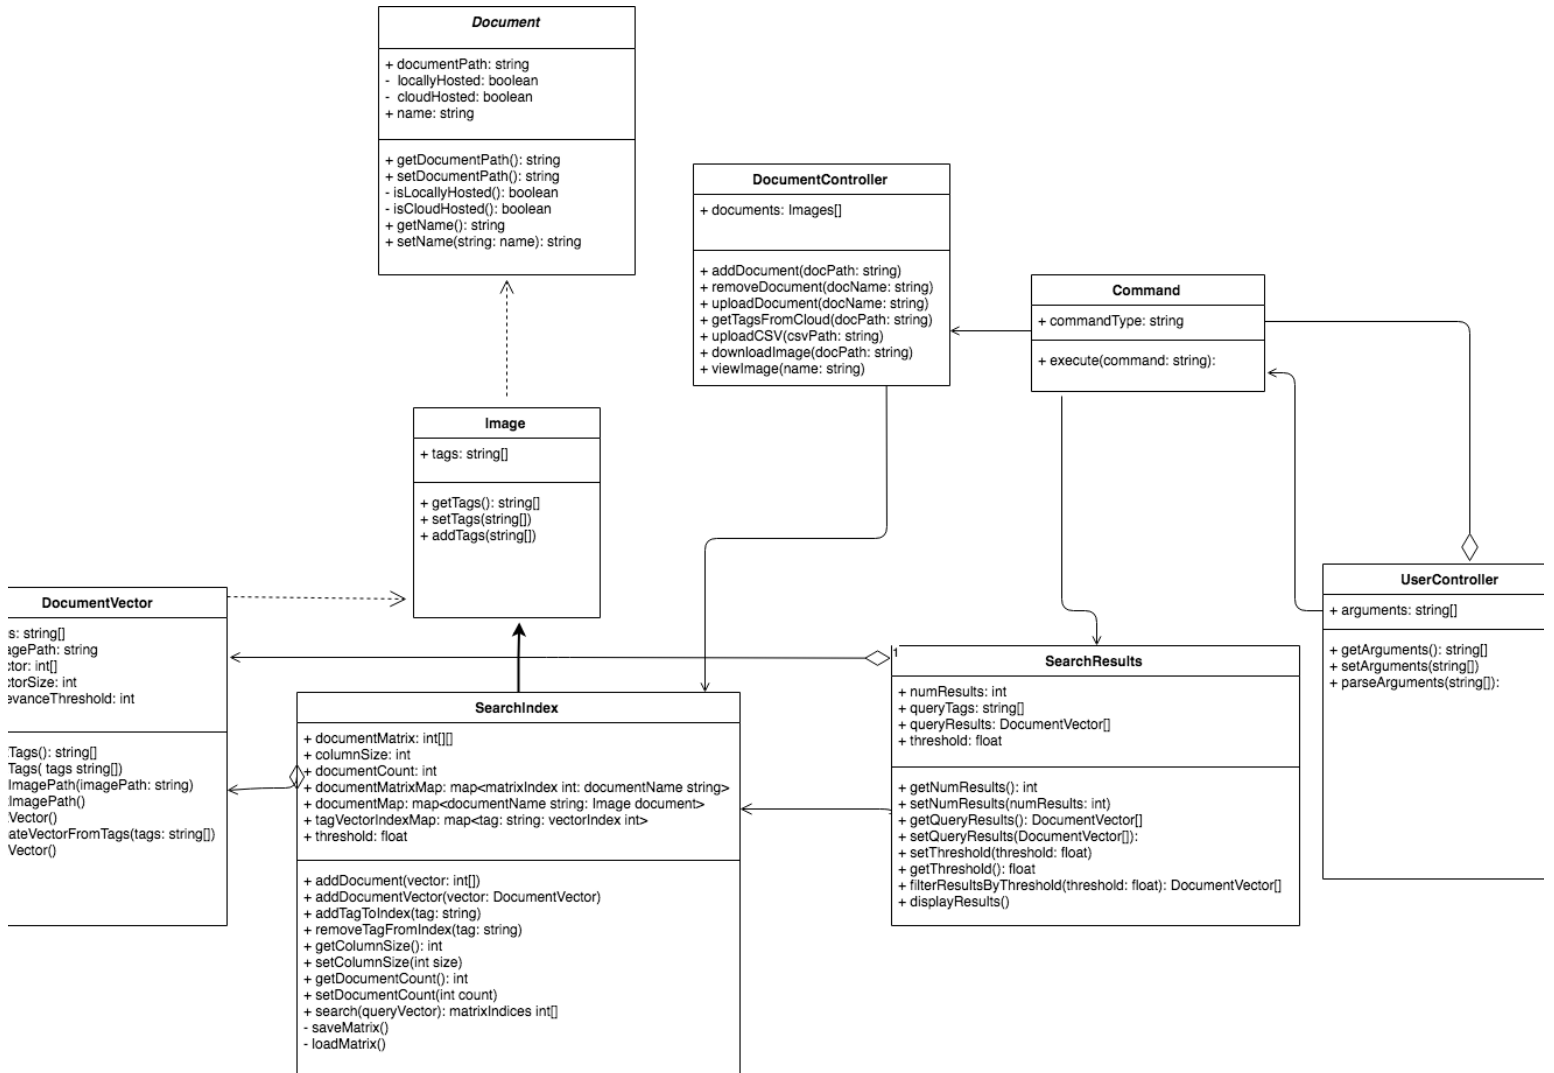 Document
+ documentPath: string
- locallyHosted: boolean
- cloudHosted: boolean
+ name: string
+ getDocumentPath(): string
+ setDocumentPath(): string
- isLocallyHosted(): boolean
- isCloudHosted(): boolean
+ getName(): string
+ setName(string: name): string
DocumentController
+ documents: Images[]
+ addDocument(docPath: string)
+ removeDocument(docName: string)
+ uploadDocument(docName: string)
+ getTagsFromCloud(docPath: string)
+ uploadCSV(csvPath: string)
+ downloadImage(docPath: string)
+ viewImage(name: string)
Command
+ commandType: string
+ execute(command: string):
Image
+ tags: string[]
+ getTags(): string[]
+ setTags(string[])
+ addTags(string[])
UserController
+ arguments: string[]
+ getArguments(): string[]
+ setArguments(string[])
+ parseArguments(string[]):
DocumentVector
s: string[]
agePath: string
ctor: int[]
ctorSize: int
evanceThreshold: int
Tags(): string[]
Tags( tags string[])
ImagePath(imagePath: string)
ImagePath()
Vector()
ateVectorFromTags(tags: string[])
Vector()
1
SearchResults
+ numResults: int
+ queryTags: string[]
+ queryResults: DocumentVector[]
+ threshold: float
+ getNumResults(): int
+ setNumResults(numResults: int)
+ getQueryResults(): DocumentVector[]
+ setQueryResults(DocumentVector[]):
+ setThreshold(threshold: float)
+ getThreshold(): float
+ filterResultsByThreshold(threshold: float): DocumentVector[]
+ displayResults()
SearchIndex
+ documentMatrix: int[][]
+ columnSize: int
+ documentCount: int
+ documentMatrixMap: map<matrixIndex int: documentName string>
+ documentMap: map<documentName string: Image document>
+ tagVectorIndexMap: map<tag: string: vectorIndex int>
+ threshold: float
+ addDocument(vector: int[])
+ addDocumentVector(vector: DocumentVector)
+ addTagToIndex(tag: string)
+ removeTagFromIndex(tag: string)
+ getColumnSize(): int
+ setColumnSize(int size)
+ getDocumentCount(): int
+ setDocumentCount(int count)
+ search(queryVector): matrixIndices int[]
- saveMatrix()
- loadMatrix()